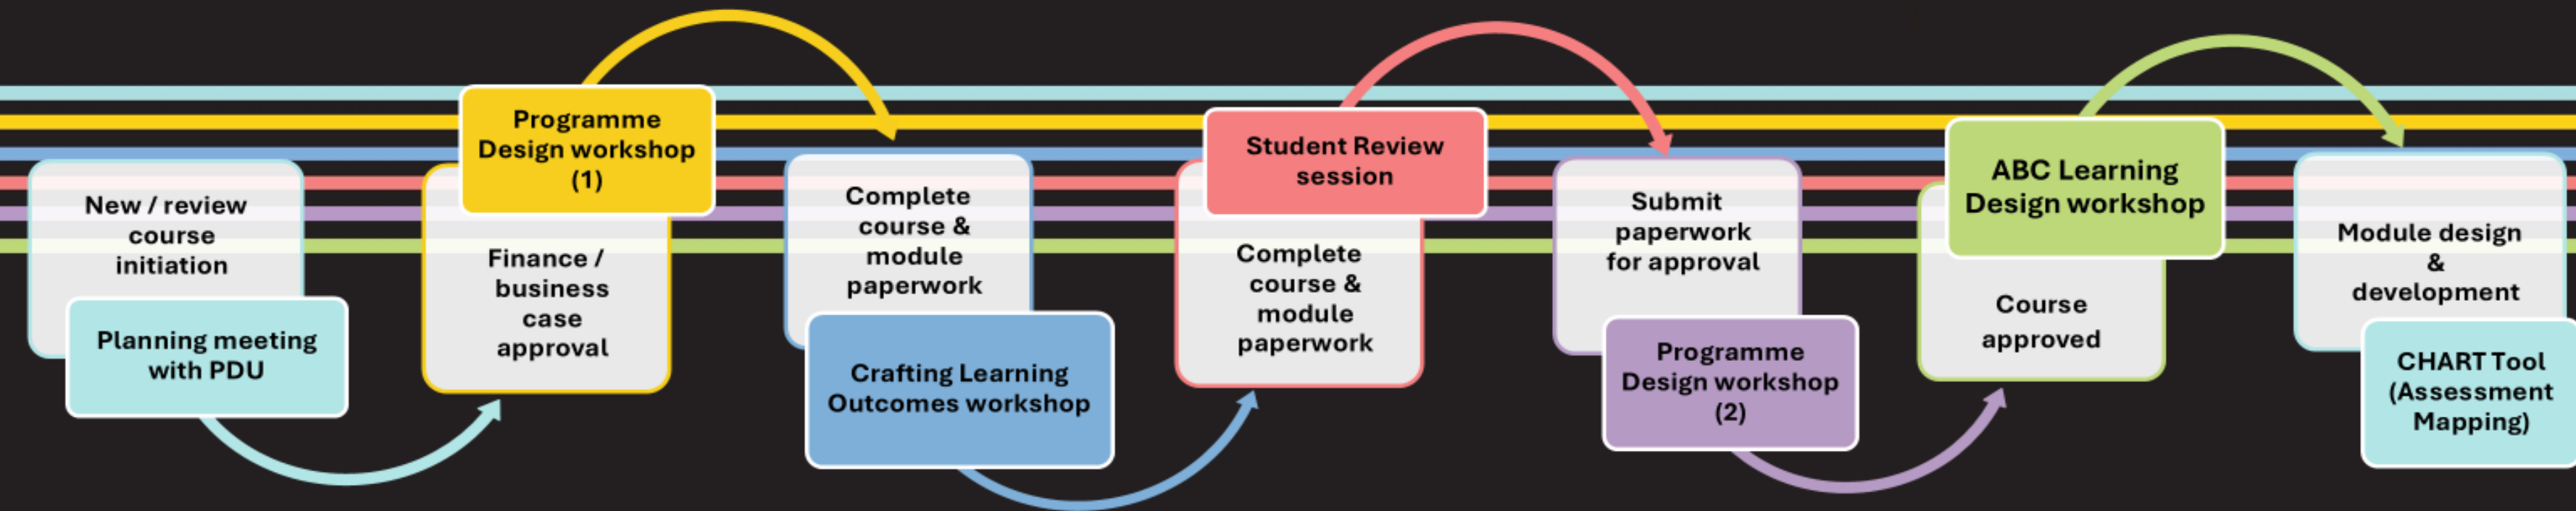 New / review
course
initiation
Planning meeting
with PDU
Programme
Design workshop
(1)
Finance /
business
case
approval
Complete
course &
module
paperwork
Crafting Learning
Outcomes workshop
Student Review
session
Complete
course &
module
paperwork
Submit
paperwork
for approval
Programme
Design workshop
(2)
ABC Learning
Design workshop
Course
approved
Module design
&
development
CHART Tool
(Assessment
Mapping)